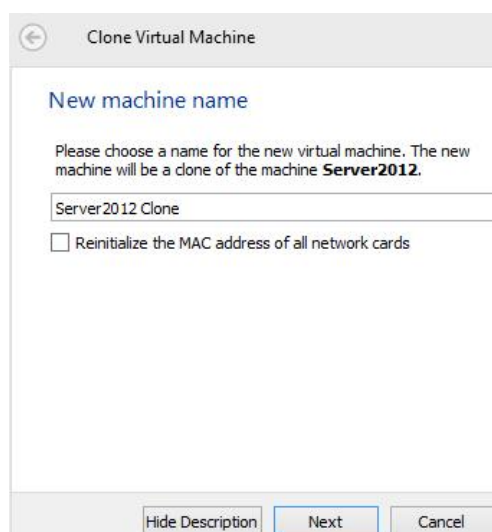 Clone Virtual Machine
New machine name
Please choose a name for the new virtual machine. The new
machine will be a clone of the machine Server2012.
Server2012 Clone
Reinitialize the MAC address of all network cards
Hide Description Next Cancel